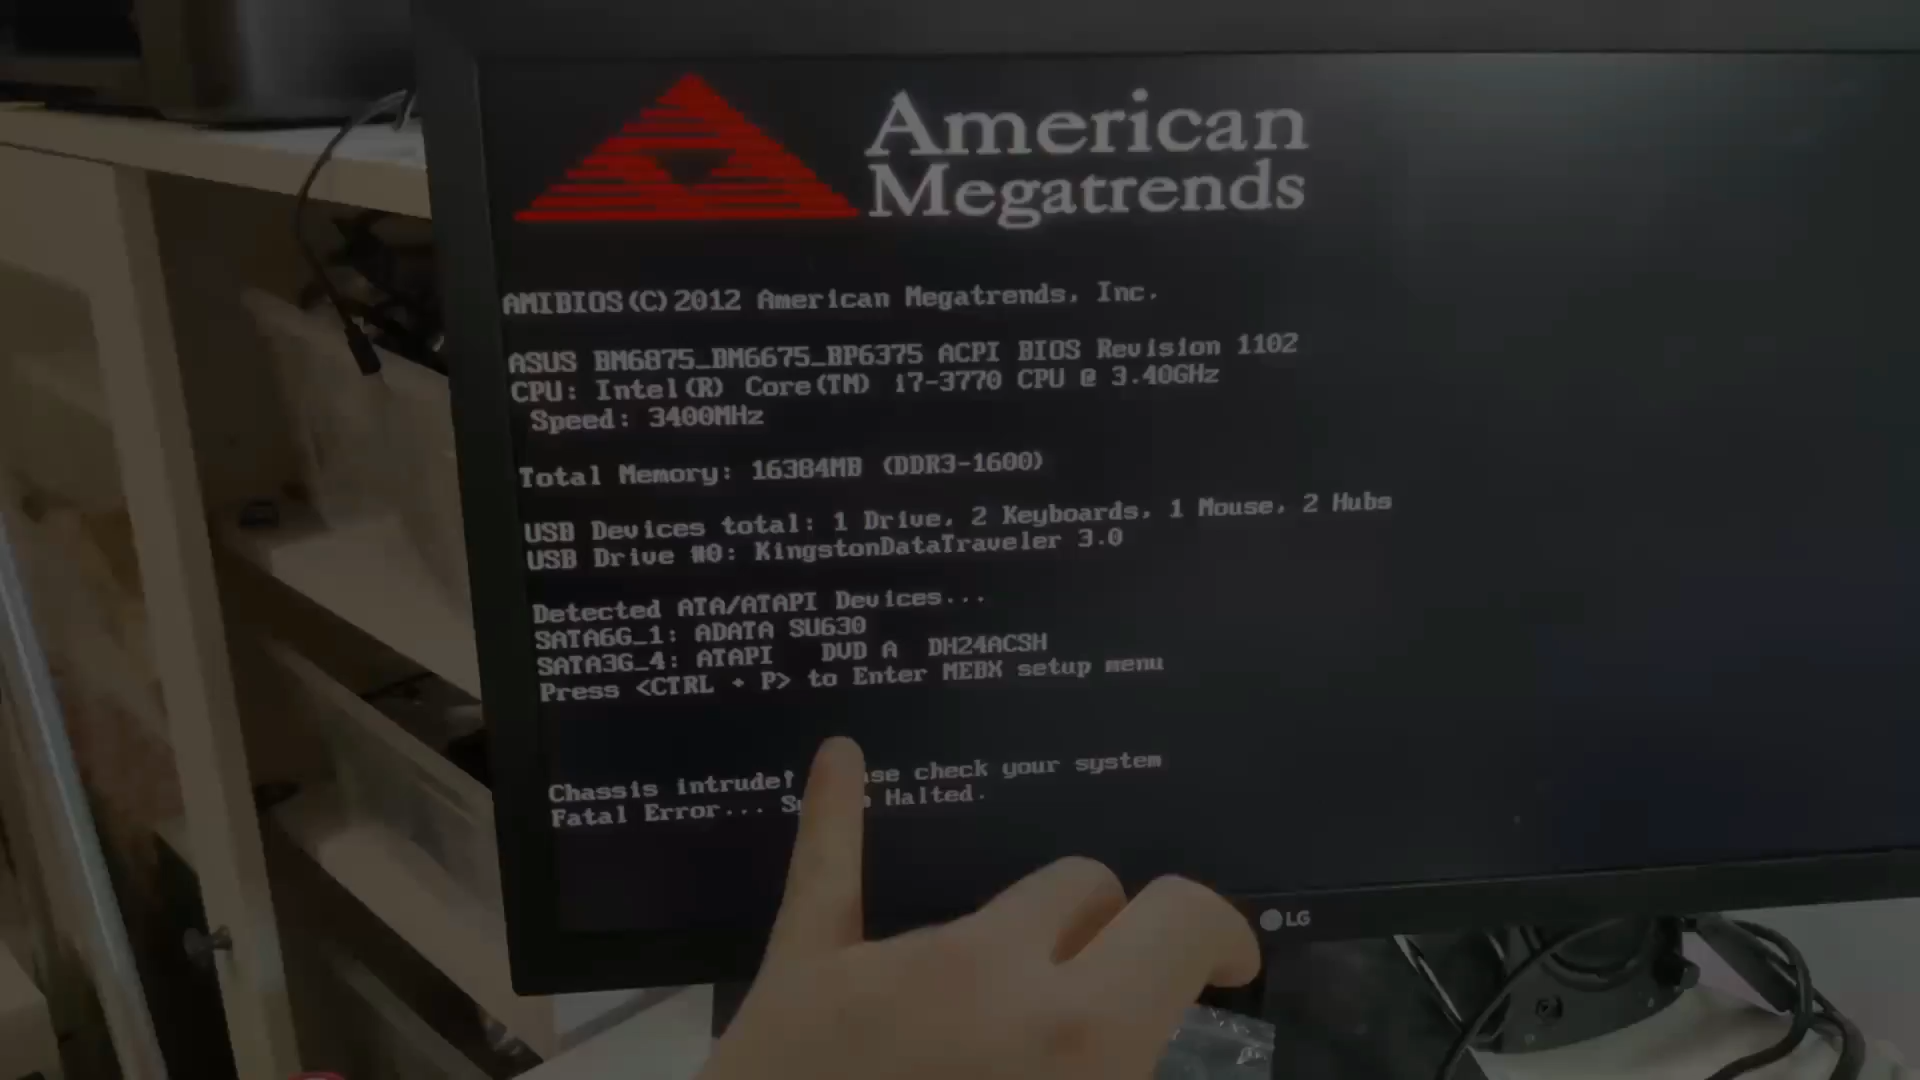 American
Megatrends
AMIBIOS(C)2012 American Megatrends, Inc.
ASUS BM6875_DM6675_BP6375 ACPI BIOS Revision 1102
CPU: Intel(R) Core(TM) i7-3770 CPU @ 3.40GHz
Speed: 3400MHz
Total Memory: 16384MB (DDR3-1600)
USB Devices total: 1 Drive, 2 Keyboards, 1 Mouse, 2 Hubs
USB Drive #0: KingstonDataTraveler 3.0
Detected ATA/ATAPI Devices...
SATA6G_1: ADATA SU630
SATA3G_4: ATAPI DVD A DH24ACSH
Press <CTRL + P> to Enter MEBX setup menu
Chassis intrude! check your system
Fatal Error... Halted.
LG